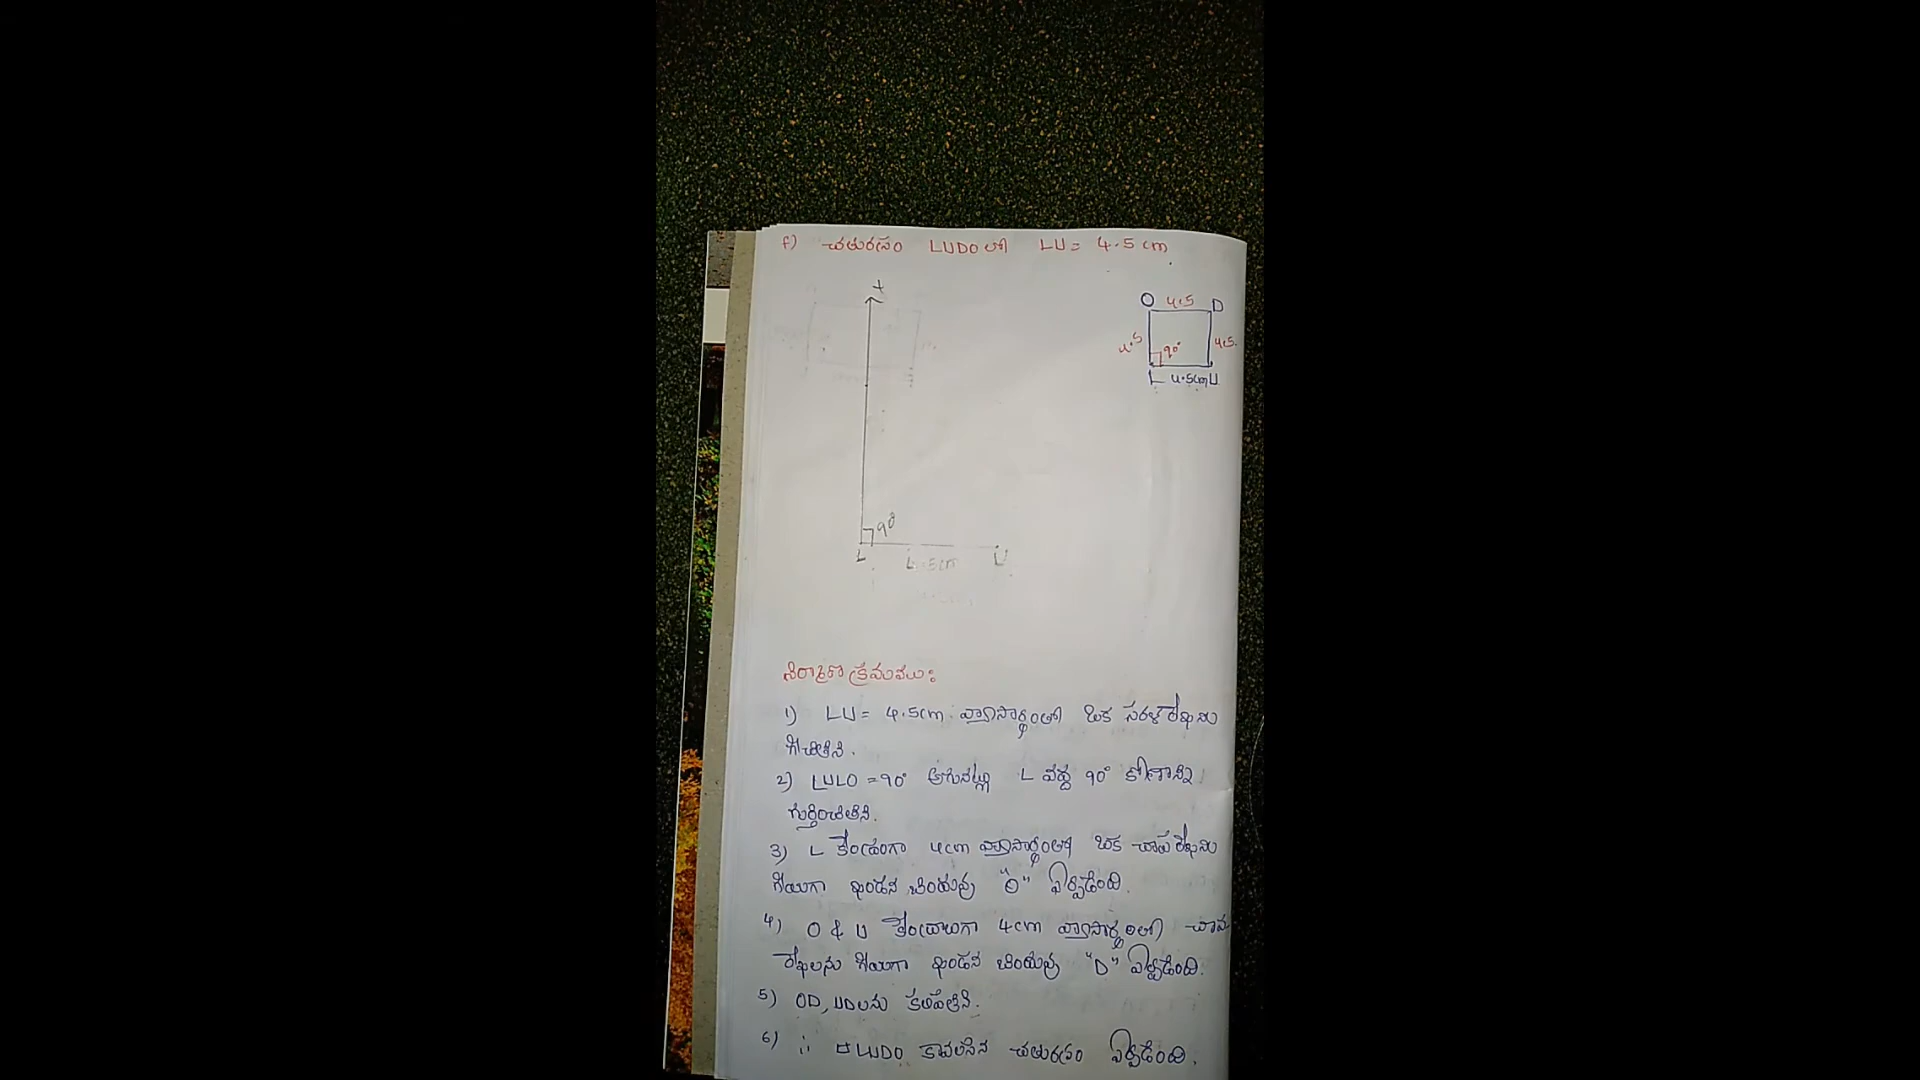 f) చతురస్రం LUDO లో LU = 4.5 cm
X
O 4.5 D
4.5 90° 4.5
L 4.5cm U
90°
L 4.5cm U
నిర్మాణ క్రమములు:
1) LU = 4.5cm వ్యాసార్థంతో ఒక సరళరేఖను
గీచితిని.
2) ∠ULO = 90° అగునట్లు L వద్ద 90° కోణాన్ని
గుర్తించితిని.
3) L కేంద్రంగా 4cm వ్యాసార్థంతో ఒక చాపరేఖను
గీయగా ఖండన బిందువు "O" ఏర్పడింది.
4) O & U కేంద్రాలుగా 4cm వ్యాసార్థంతో చాప
రేఖలను గీయగా ఖండన బిందువు "D" ఏర్పడింది.
5) OD, UD లను కలిపితిని.
6) ∴ □LUDO కావలసిన చతురస్రం ఏర్పడింది.